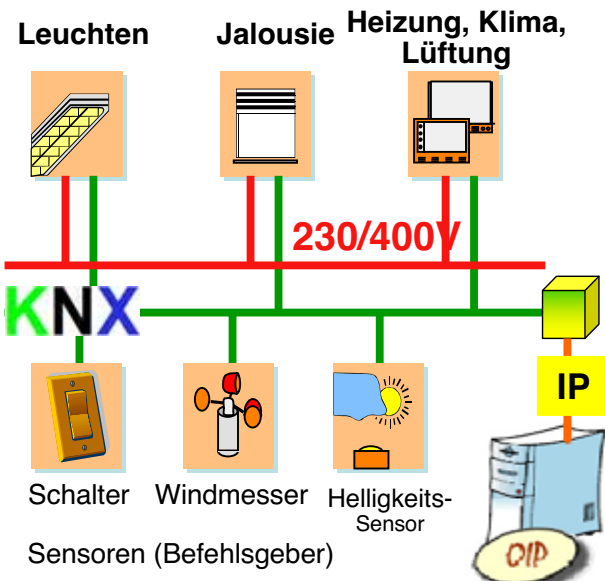 Leuchten
Jalousie
Heizung, Klima,
Lüftung
230/400V
KNX
IP
Schalter
Windmesser
Helligkeits-
Sensor
Sensoren (Befehlsgeber)
OIP